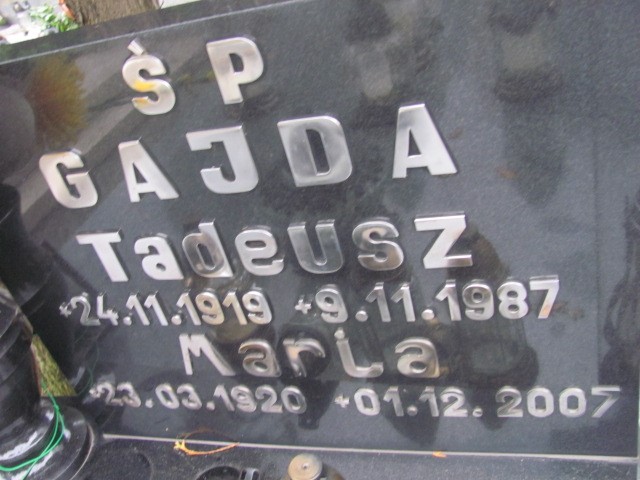 ŚP
GAJDA
Tadeusz
*24.11.1919 +9.11.1987
Maria
*23.03.1920 +01.12.2007